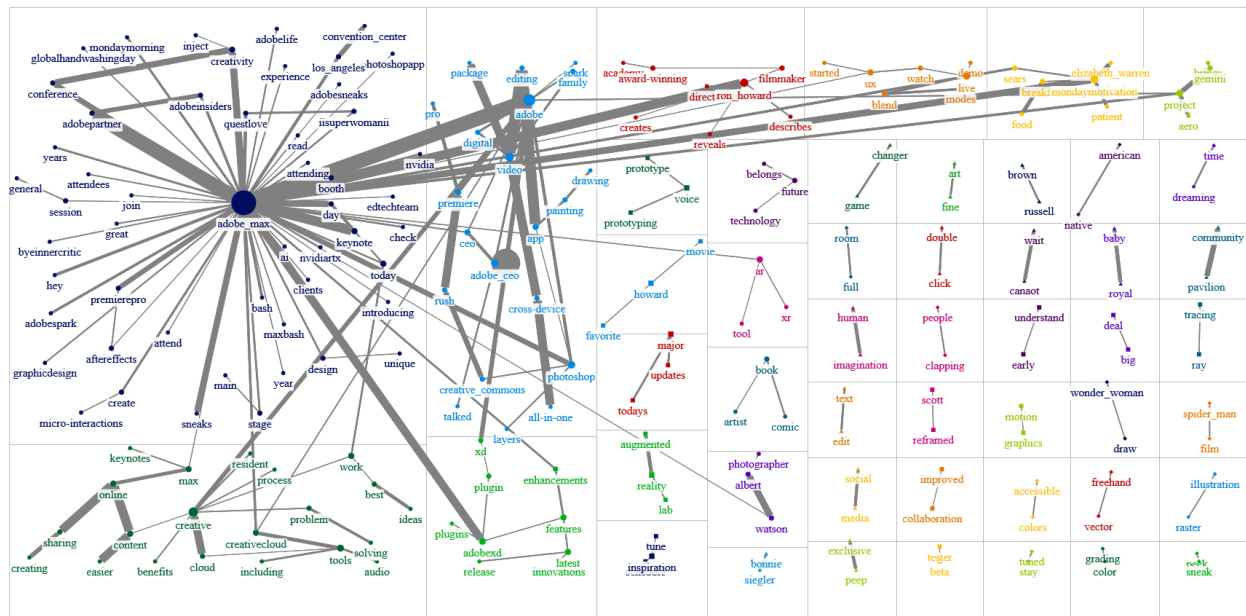 convention_center
inject
adobelife
mondaymorning
globalhandwashingday
creativity
los_angeles
hotoshopapp
experience
conference
adobesneaks
adobeinsiders
adobepartner
questlove
iisuperwomanii
read
years
attending
nvidia
general
attendees
booth
session
join
day
edtechteam
adobe_max
great
keynote
check
byeinnercritic
ai
nvidiartx
today
hey
clients
premierepro
introducing
adobespark
bash
maxbash
attend
aftereffects
design
unique
graphicdesign
year
main
create
micro-interactions
sneaks
stage
package
editing
spark
family
pro
adobe
digital
video
drawing
premiere
painting
ceo
app
adobe_ceo
rush
cross-device
photoshop
creative_commons
talked
all-in-one
layers
academy
award-winning
filmmaker
direct
ron_howard
creates
describes
reveals
started
watch
demo
ux
live
blend
modes
sears
elizabeth_warren
breaki
mondaymotivation
food
patient
brings
gemini
project
aero
prototype
voice
prototyping
belongs
future
technology
changer
game
art
fine
brown
russell
american
native
time
dreaming
movie
howard
favorite
ar
tool
xr
room
full
double
click
wait
canaot
baby
royal
community
pavilion
major
updates
todays
human
imagination
people
clapping
understand
early
deal
big
tracing
ray
book
artist
comic
text
edit
scott
reframed
motion
graphics
wonder_woman
draw
spider_man
film
keynotes
resident
work
max
process
online
best
creative
problem
ideas
sharing
content
creativecloud
solving
creating
easier
benefits
cloud
including
tools
audio
xd
plugin
enhancements
plugins
features
adobexd
latest
release
innovations
augmented
reality
lab
photographer
albert
watson
social
media
improved
collaboration
accessible
colors
freehand
vector
illustration
raster
tune
inspiration
bonnie
siegler
exclusive
peep
tester
beta
tuned
stay
grading
color
peek
sneak